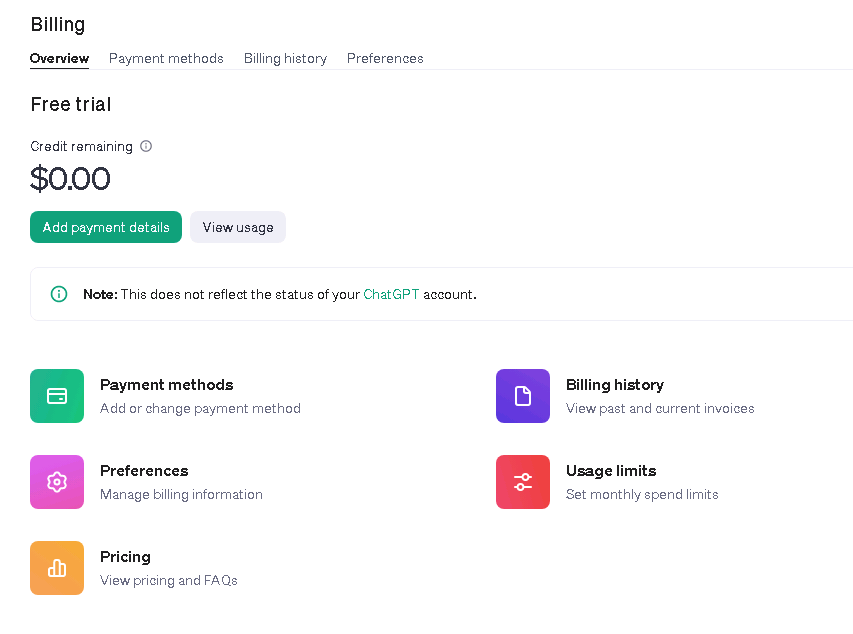 Billing
Overview Payment methods Billing history Preferences
Free trial
Credit remaining
$0.00
Add payment details View usage
Note: This does not reflect the status of your ChatGPT account.
Payment methods
Add or change payment method
Billing history
View past and current invoices
Preferences
Manage billing information
Usage limits
Set monthly spend limits
Pricing
View pricing and FAQs